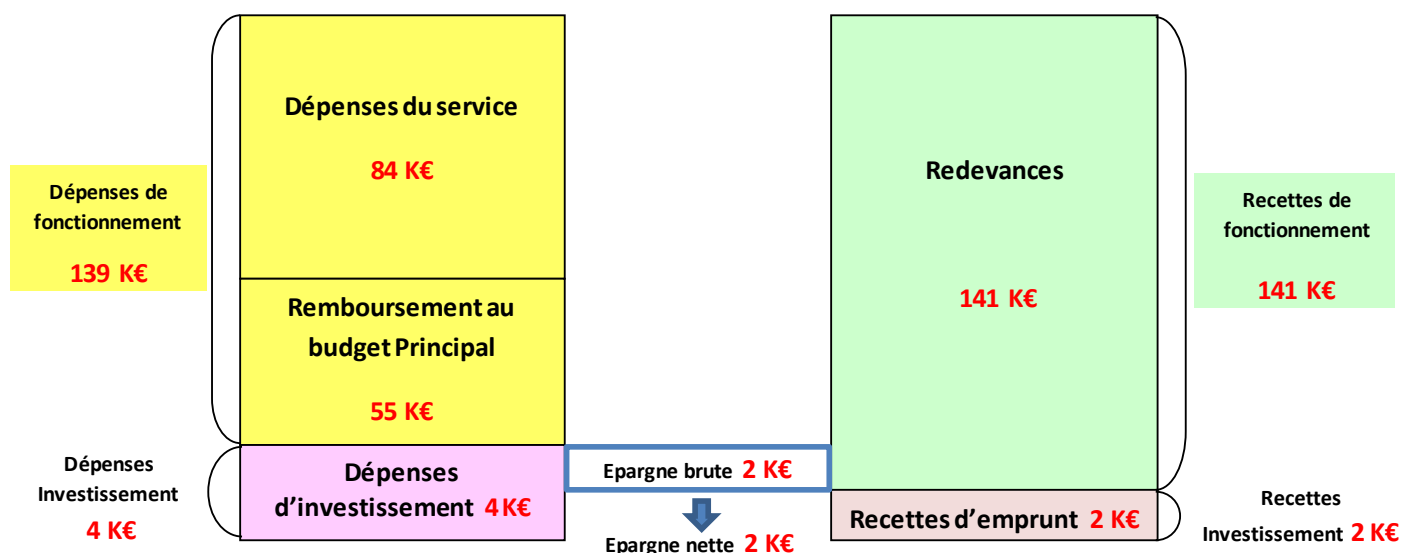 Dépenses de
fonctionnement
139 K€
Dépenses
Investissement
4 K€
Dépenses du service
84 K€
Remboursement au
budget Principal
55 K€
Dépenses
d’investissement 4 K€
Epargne brute 2 K€
Epargne nette 2 K€
Redevances
141 K€
Recettes d’emprunt 2 K€
Recettes de
fonctionnement
141 K€
Recettes
Investissement 2 K€